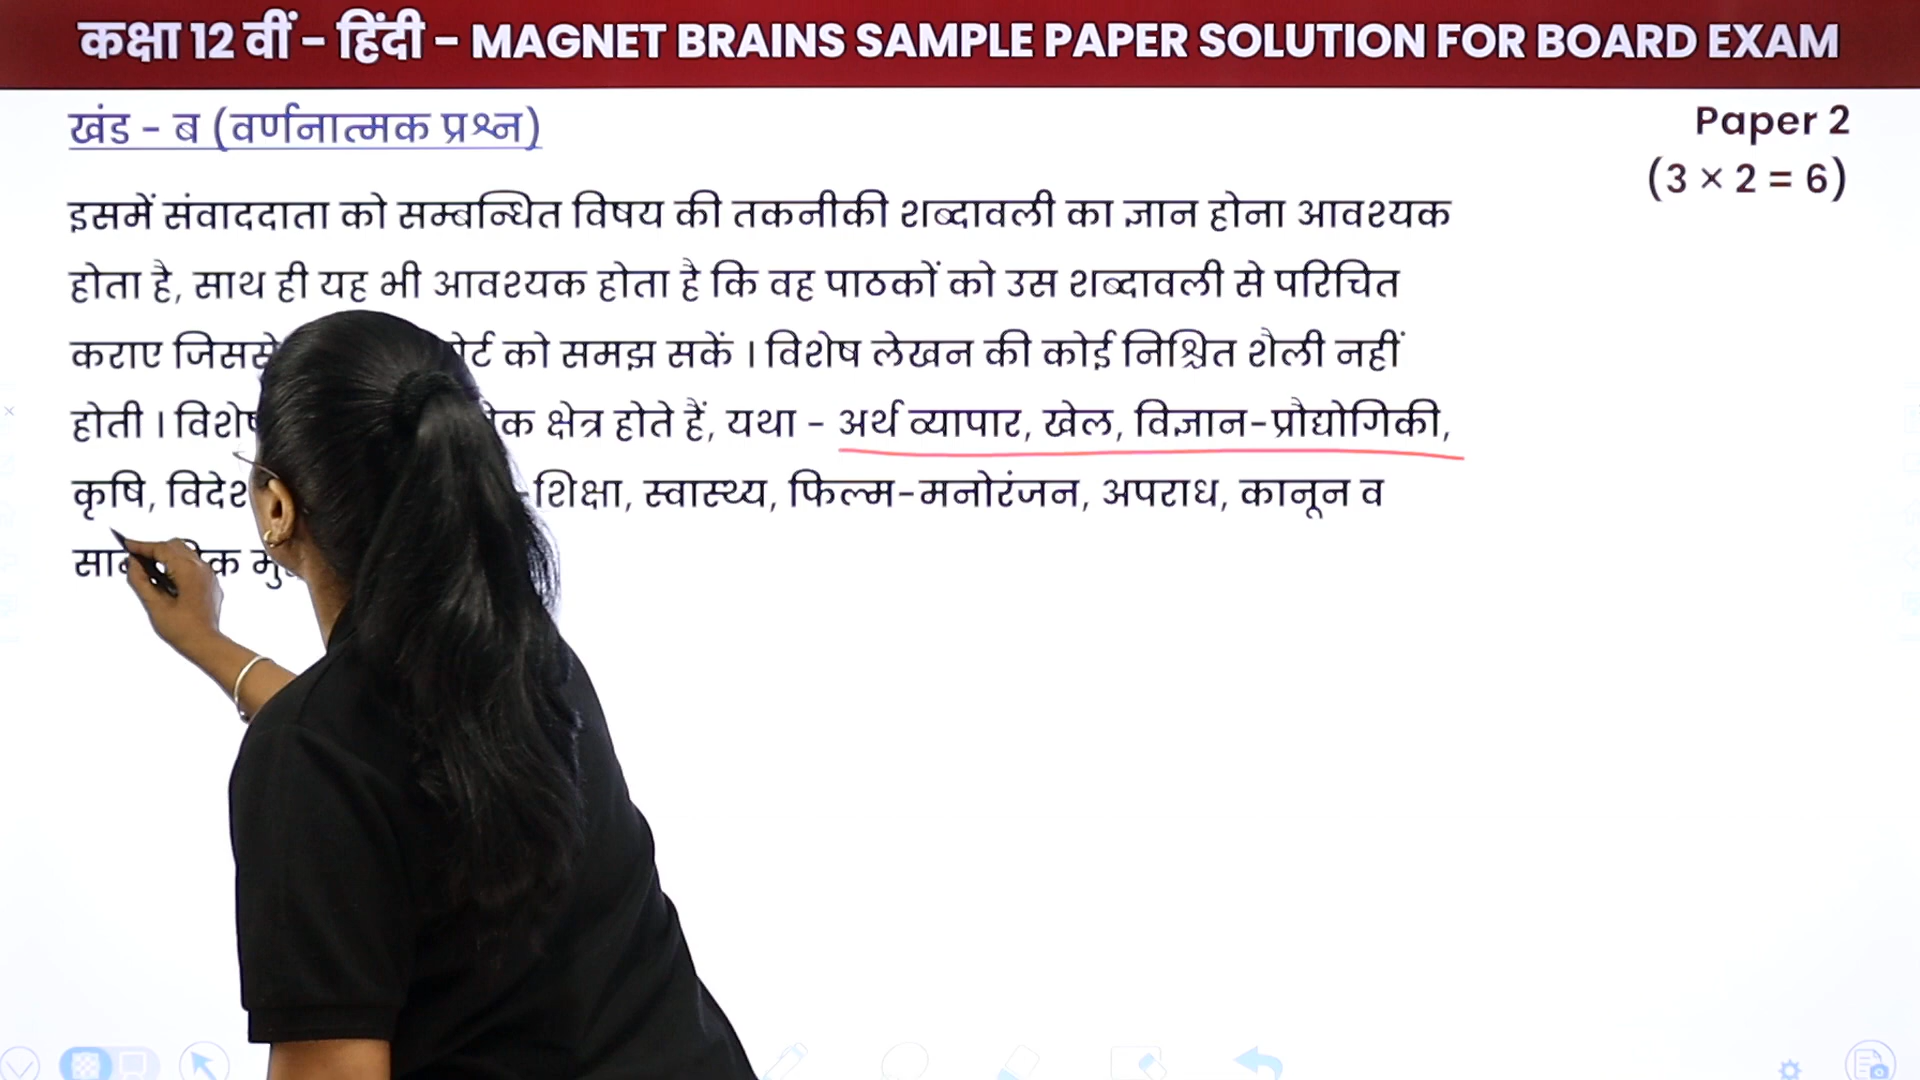 कक्षा 12 वीं – हिंदी – MAGNET BRAINS SAMPLE PAPER SOLUTION FOR BOARD EXAM
खंड - ब (वर्णनात्मक प्रश्न)
Paper 2
(3 × 2 = 6)
इसमें संवाददाता को सम्बन्धित विषय की तकनीकी शब्दावली का ज्ञान होना आवश्यक
होता है, साथ ही यह भी आवश्यक होता है कि वह पाठकों को उस शब्दावली से परिचित
कराए जिससे को समझ सकें । विशेष लेखन की कोई निश्चित शैली नहीं
होती । क्षेत्र होते हैं, यथा - अर्थ व्यापार, खेल, विज्ञान-प्रौद्योगिकी,
कृषि, शिक्षा, स्वास्थ्य, फिल्म-मनोरंजन, अपराध, कानून व